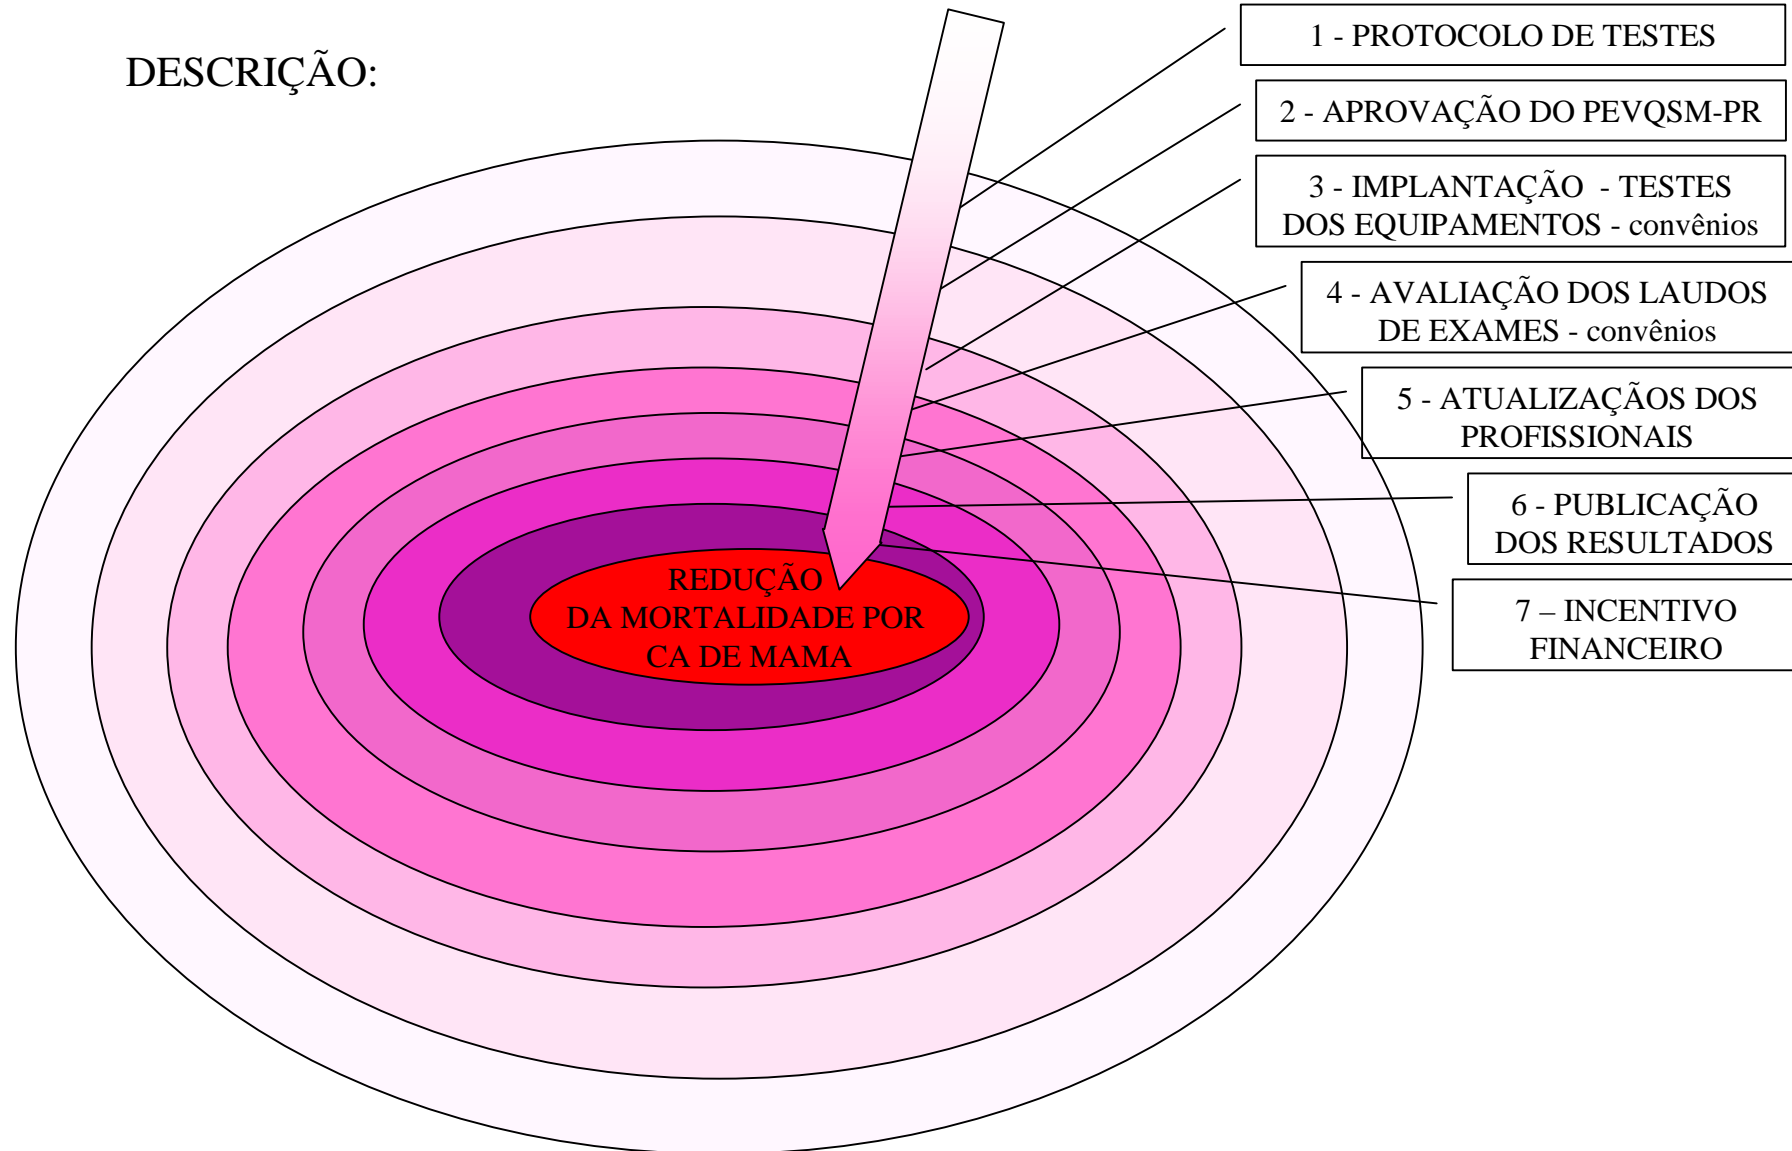 DESCRIÇÃO:
1 - PROTOCOLO DE TESTES
2 - APROVAÇÃO DO PEVQSM-PR
3 - IMPLANTAÇÃO - TESTES
DOS EQUIPAMENTOS - convênios
4 - AVALIAÇÃO DOS LAUDOS
DE EXAMES - convênios
5 - ATUALIZAÇÃOS DOS
PROFISSIONAIS
6 - PUBLICAÇÃO
DOS RESULTADOS
7 – INCENTIVO
FINANCEIRO
REDUÇÃO
DA MORTALIDADE POR
CA DE MAMA